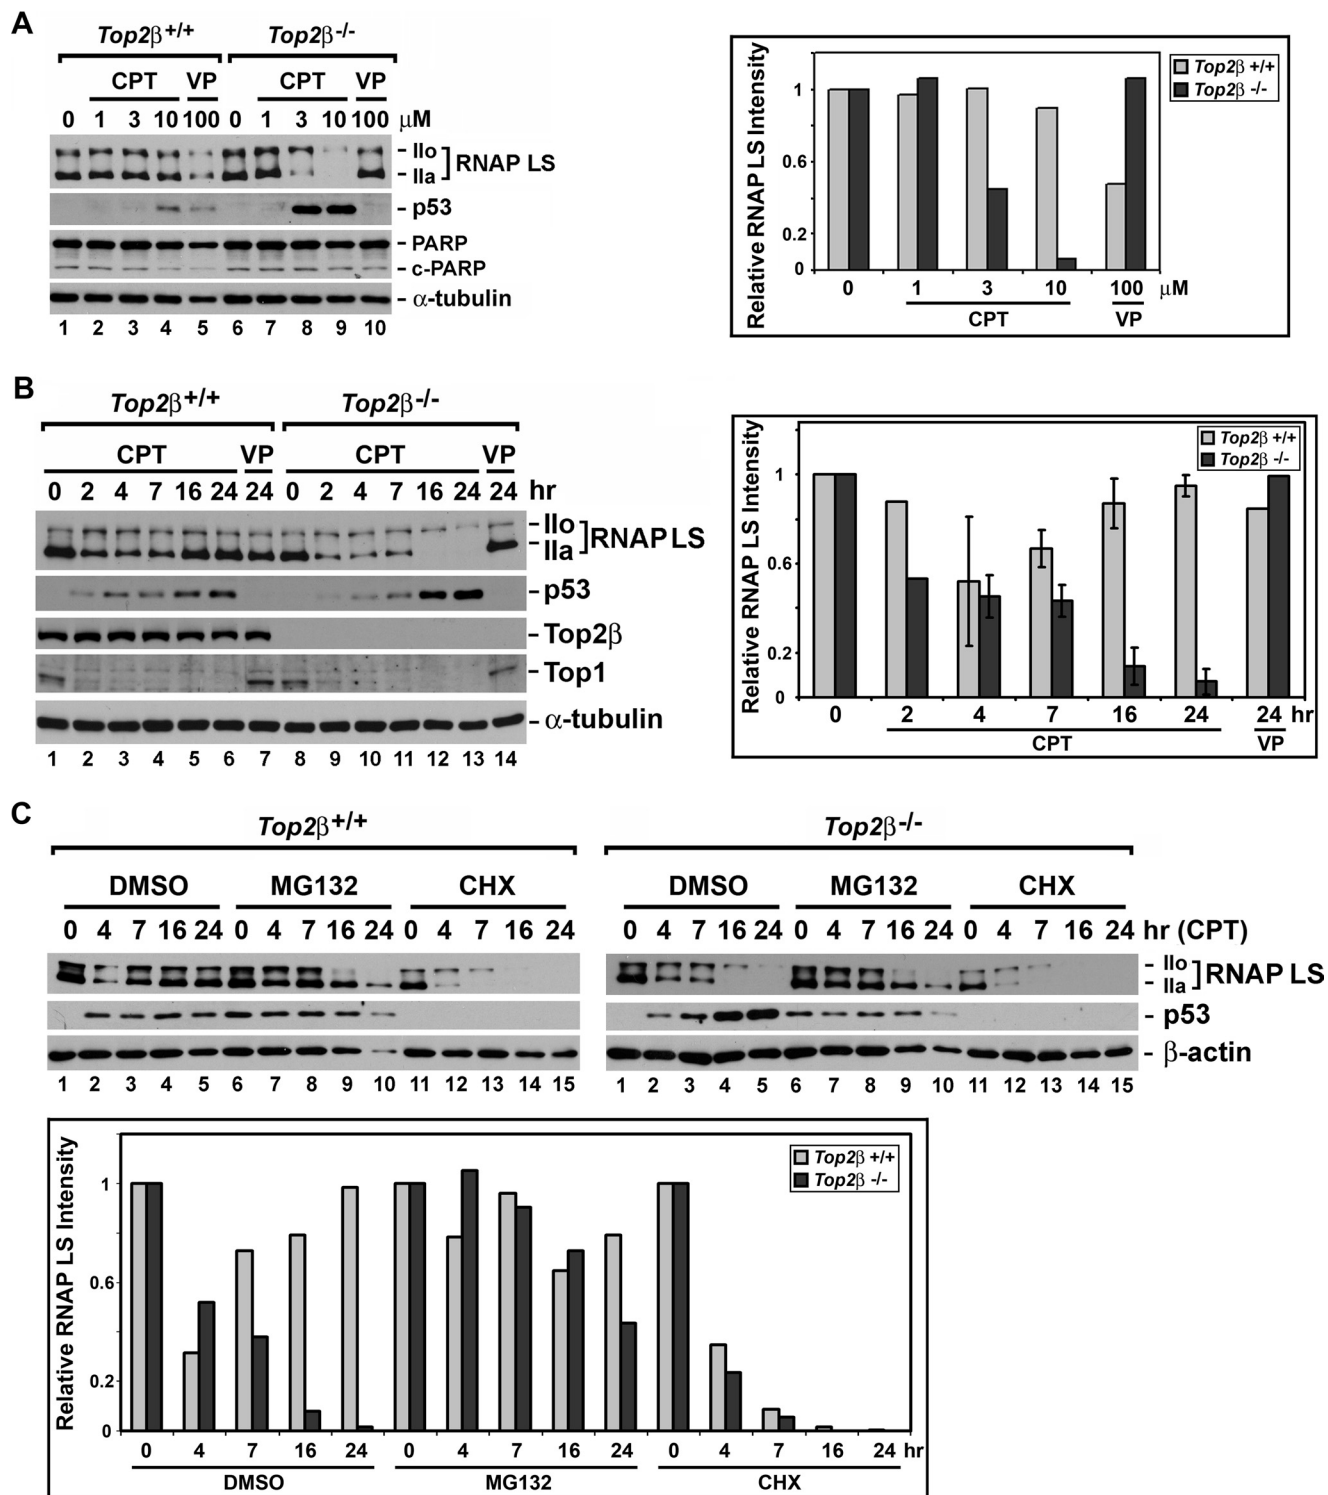 A
Top2β+/+ Top2β-/-
CPT VP CPT VP
0 1 3 10 100 0 1 3 10 100 μM
IIo
IIa
RNAP LS
p53
PARP
c-PARP
α-tubulin
1 2 3 4 5 6 7 8 9 10
Relative RNAP LS Intensity
1
0.6
0.2
0
Top2β +/+
Top2β -/-
0 1 3 10 100 μM
CPT VP
B
Top2β+/+ Top2β-/-
CPT VP CPT VP
0 2 4 7 16 24 24 0 2 4 7 16 24 24 hr
IIo
IIa
RNAP LS
p53
Top2β
Top1
α-tubulin
1 2 3 4 5 6 7 8 9 10 11 12 13 14
Relative RNAP LS Intensity
1
0.6
0.2
0
Top2β +/+
Top2β -/-
0 2 4 7 16 24 24 hr
CPT VP
C
Top2β+/+ Top2β-/-
DMSO MG132 CHX DMSO MG132 CHX
0 4 7 16 24 0 4 7 16 24 0 4 7 16 24 0 4 7 16 24 0 4 7 16 24 0 4 7 16 24 hr (CPT)
IIo
IIa
RNAP LS
p53
β-actin
1 2 3 4 5 6 7 8 9 10 11 12 13 14 15 1 2 3 4 5 6 7 8 9 10 11 12 13 14 15
Relative RNAP LS Intensity
1
0.6
0.2
0
Top2β +/+
Top2β -/-
0 4 7 16 24 0 4 7 16 24 0 4 7 16 24 hr
DMSO MG132 CHX